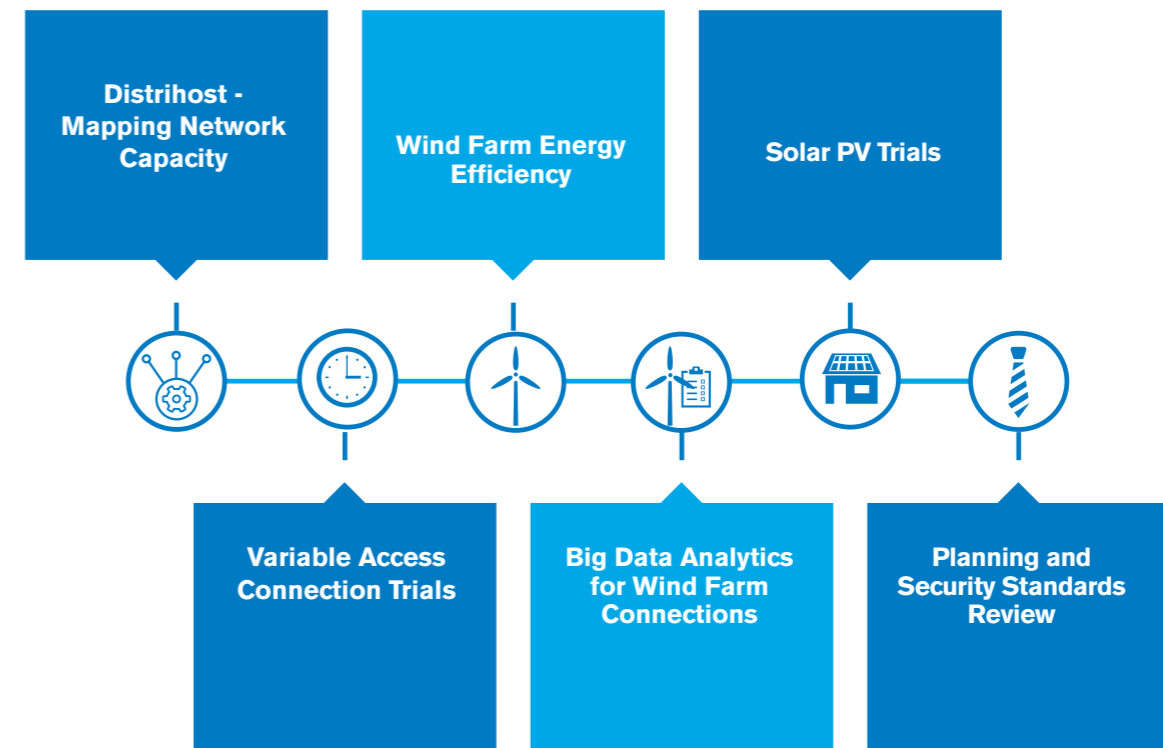 Distrihost -
Mapping Network
Capacity
Wind Farm Energy
Efficiency
Solar PV Trials
Variable Access
Connection Trials
Big Data Analytics
for Wind Farm
Connections
Planning and
Security Standards
Review